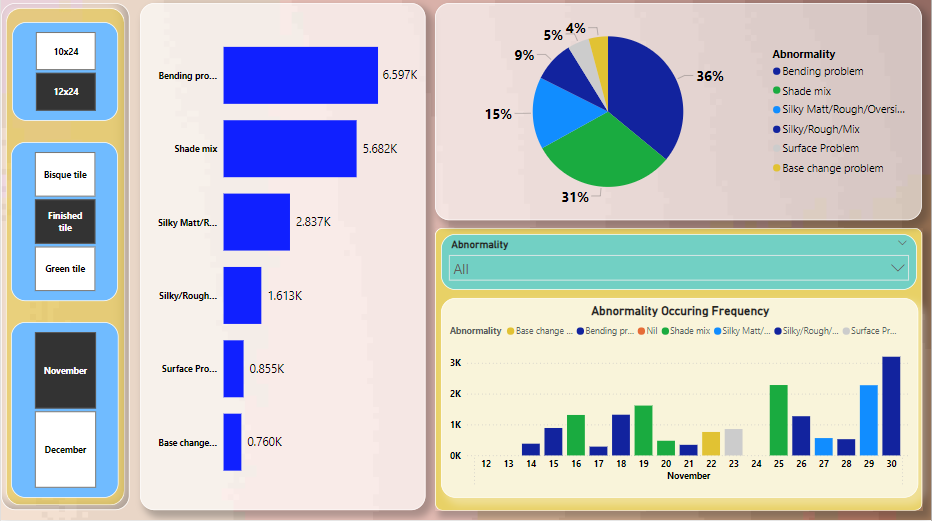 10x24
12x24
Bisque tile
Finished
tile
Green tile
November
December
Bending pro... 6.597K
Shade mix 5.682K
Silky Matt/R... 2.837K
Silky/Rough... 1.613K
Surface Pro... 0.855K
Base change... 0.760K
36%
31%
15%
9%
5%
4%
Abnormality
Bending problem
Shade mix
Silky Matt/Rough/Oversi...
Silky/Rough/Mix
Surface Problem
Base change problem
Abnormality
All
Abnormality Occuring Frequency
Abnormality Base change ... Bending pr... Nil Shade mix Silky Matt/... Silky/Rough/... Surface Pr...
3K
2K
1K
0K
12 13 14 15 16 17 18 19 20 21 22 23 24 25 26 27 28 29 30
November